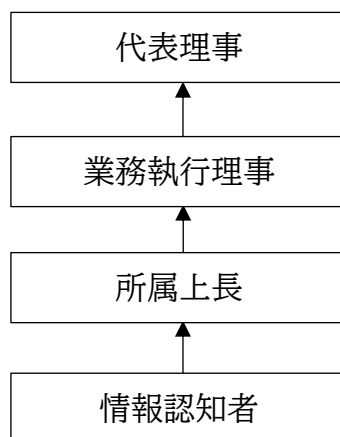 代表理事
業務執行理事
所属上長
情報認知者